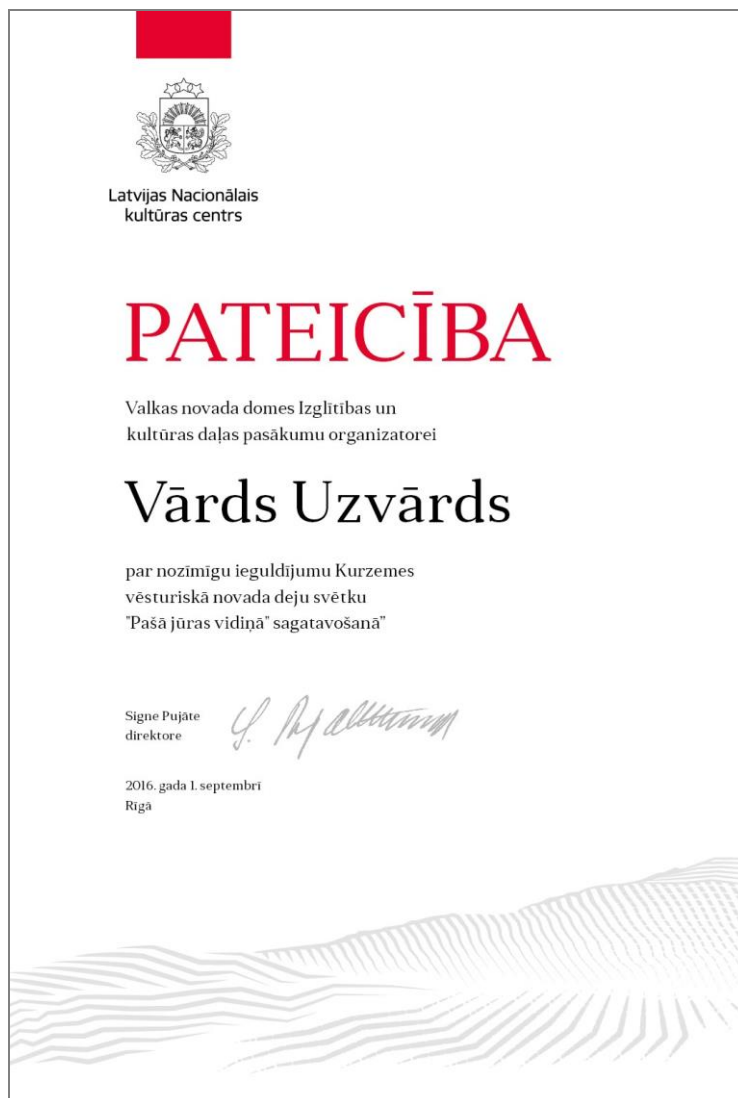 Latvijas Nacionālais
kultūras centrs
PATEICĪBA
Valkas novada domes Izglītības un
kultūras daļas pasākumu organizatorei
Vārds Uzvārds
par nozīmīgu ieguldījumu Kurzemes
vēsturiskā novada deju svētku
"Pašā jūras vidiņā" sagatavošanā”
Signe Pujāte
direktore
2016. gada 1. septembrī
Rīgā